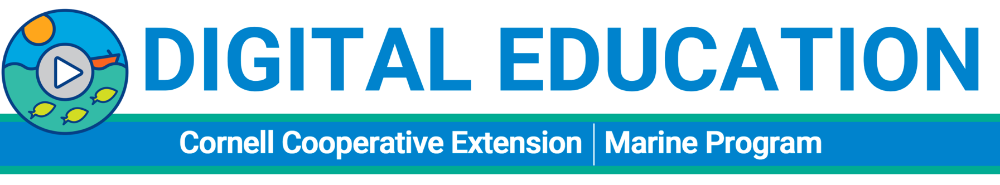 DIGITAL EDUCATION
Cornell Cooperative Extension | Marine Program